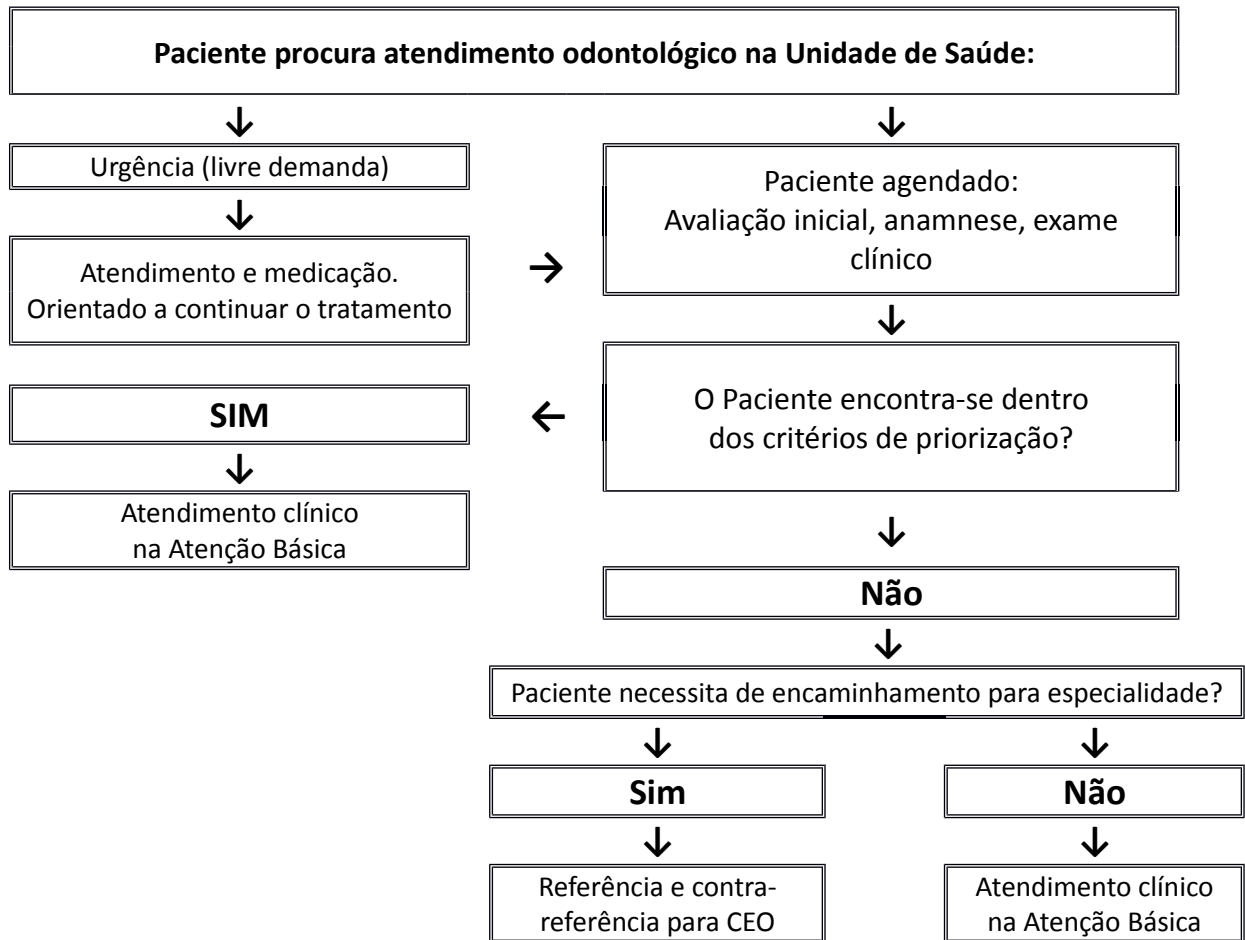 Paciente procura atendimento odontológico na Unidade de Saúde:
Urgência (livre demanda)
Atendimento e medicação.
Orientado a continuar o tratamento
Paciente agendado:
Avaliação inicial, anamnese, exame
clínico
O Paciente encontra-se dentro
dos critérios de priorização?
SIM
Atendimento clínico
na Atenção Básica
Não
Paciente necessita de encaminhamento para especialidade?
Sim
Não
Referência e contra-
referência para CEO
Atendimento clínico
na Atenção Básica